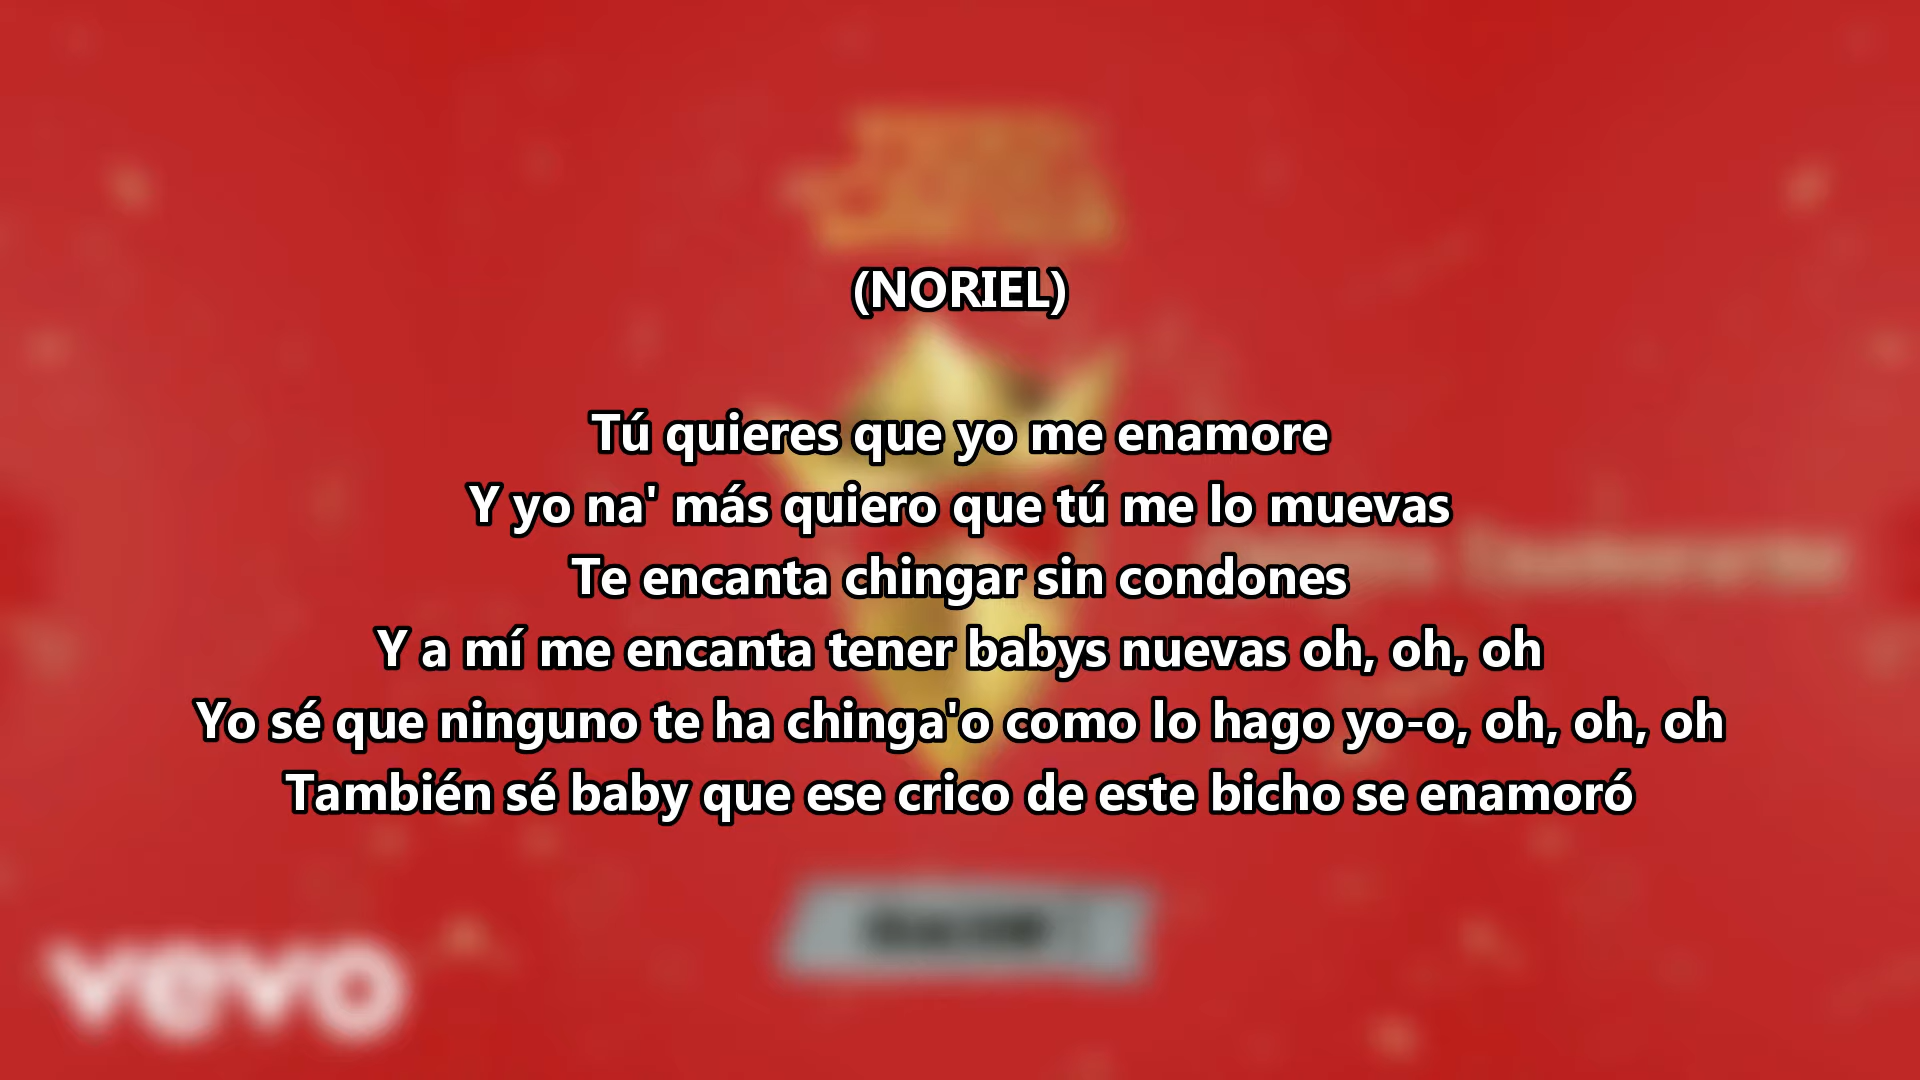 (NORIEL)
Tú quieres que yo me enamore
Y yo na' más quiero que tú me lo muevas
Te encanta chingar sin condones
Y a mí me encanta tener babys nuevas oh, oh, oh
Yo sé que ninguno te ha chinga'o como lo hago yo-o, oh, oh, oh
También sé baby que ese crico de este bicho se enamoró
vevo